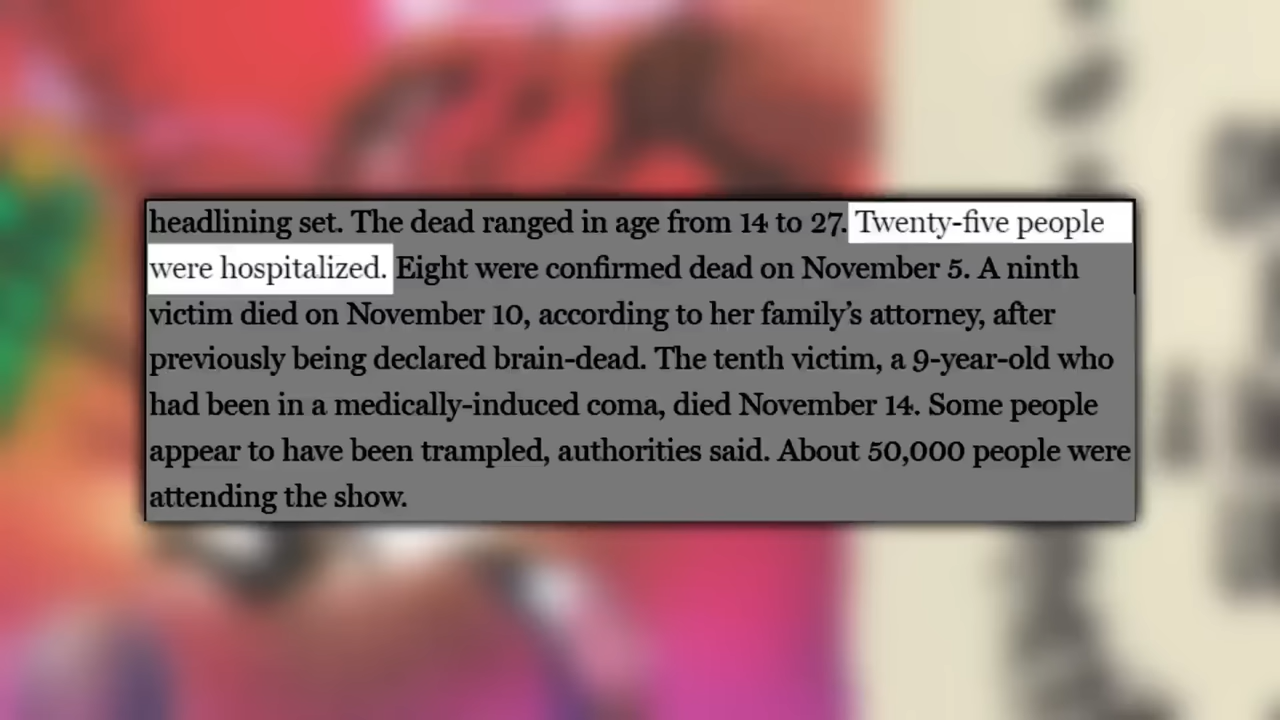 headlining set. The dead ranged in age from 14 to 27. Twenty-five people
were hospitalized. Eight were confirmed dead on November 5. A ninth
victim died on November 10, according to her family’s attorney, after
previously being declared brain-dead. The tenth victim, a 9-year-old who
had been in a medically-induced coma, died November 14. Some people
appear to have been trampled, authorities said. About 50,000 people were
attending the show.